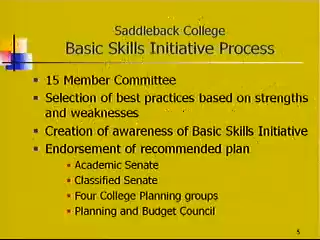 Saddleback College
Basic Skills Initiative Process
15 Member Committee
Selection of best practices based on strengths
and weaknesses
Creation of awareness of Basic Skills Initiative
Endorsement of recommended plan
Academic Senate
Classified Senate
Four College Planning groups
Planning and Budget Council
5